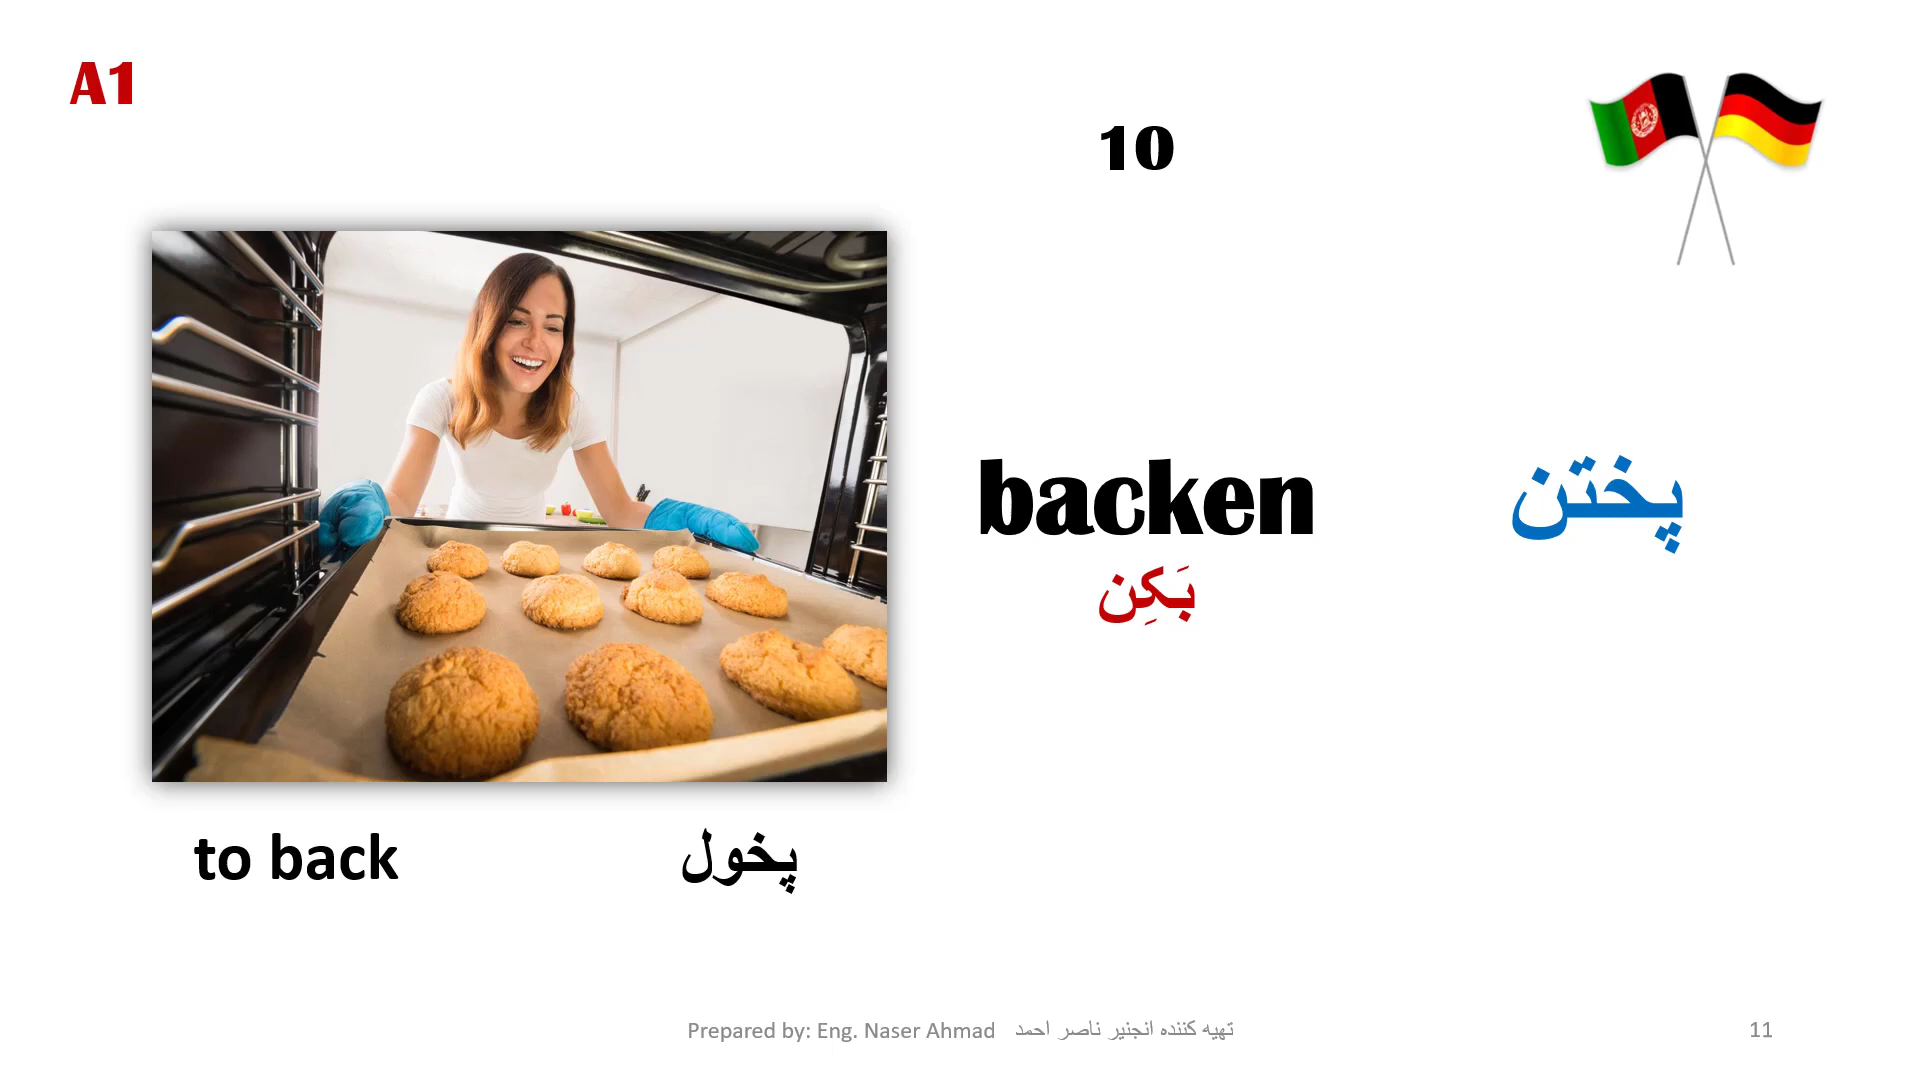 A1
10
backen
پختن
بَکِن
to back
پخول
Prepared by: Eng. Naser Ahmad تهیه کننده انجنیر ناصر احمد
11